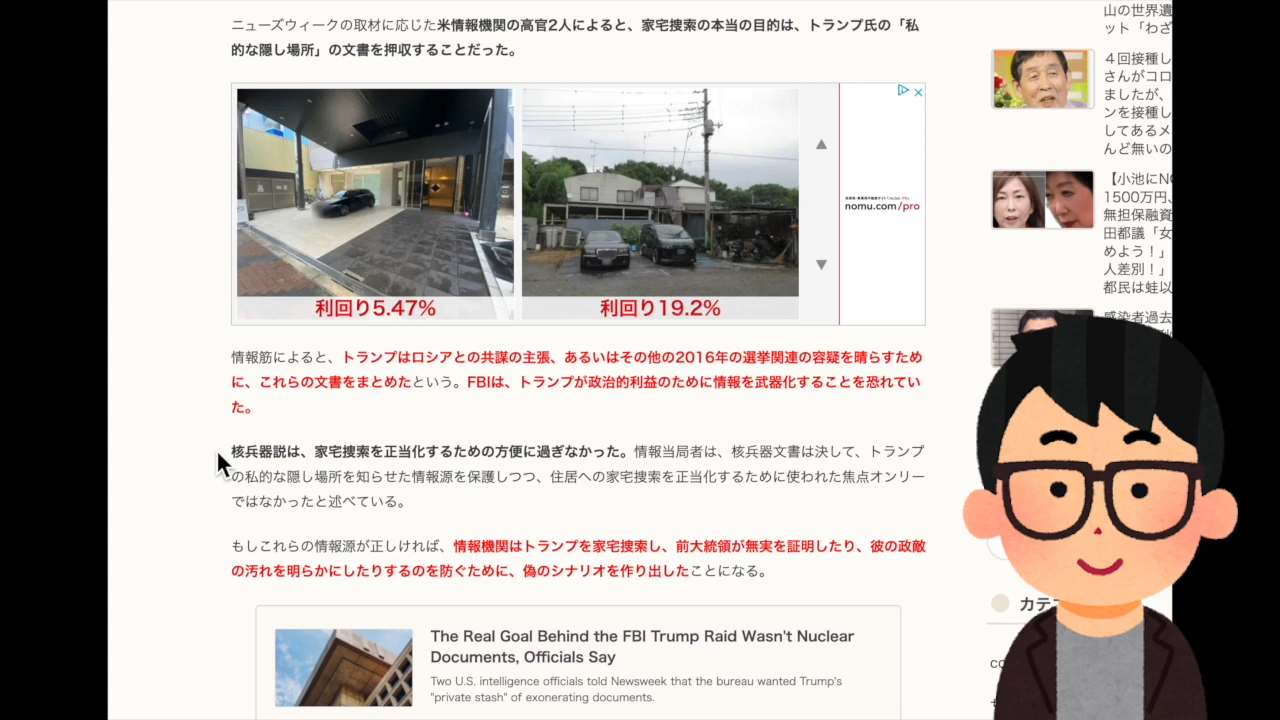 ニューズウィークの取材に応じた米情報機関の高官2人によると、家宅捜索の本当の目的は、トランプ氏の「私
的な隠し場所」の文書を押収することだった。
利回り5.47%
利回り19.2%
nomu.com/pro
情報筋によると、トランプはロシアとの共謀の主張、あるいはその他の2016年の選挙関連の容疑を晴らすため
に、これらの文書をまとめたという。FBIは、トランプが政治的利益のために情報を武器化することを恐れてい
た。
核兵器説は、家宅捜索を正当化するための方便に過ぎなかった。情報当局者は、核兵器文書は決して、トランプ
の私的な隠し場所を知らせた情報源を保護しつつ、住居への家宅捜索を正当化するために使われた焦点オンリー
ではなかったと述べている。
もしこれらの情報源が正しければ、情報機関はトランプを家宅捜索し、前大統領が無実を証明したり、彼の政敵
の汚れを明らかにしたりするのを防ぐために、偽のシナリオを作り出したことになる。
The Real Goal Behind the FBI Trump Raid Wasn't Nuclear
Documents, Officials Say
Two U.S. intelligence officials told Newsweek that the bureau wanted Trump's
"private stash" of exonerating documents.
山の世界遺
ット「わざ
４回接種し
さんがコロ
ましたが、
ンを接種し
してあるメ
んど無いの
【小池にNO
1500万円、
無担保融資
田都議「女
めよう！」
人差別！」
都民は蛙以
感染者過去
カテ